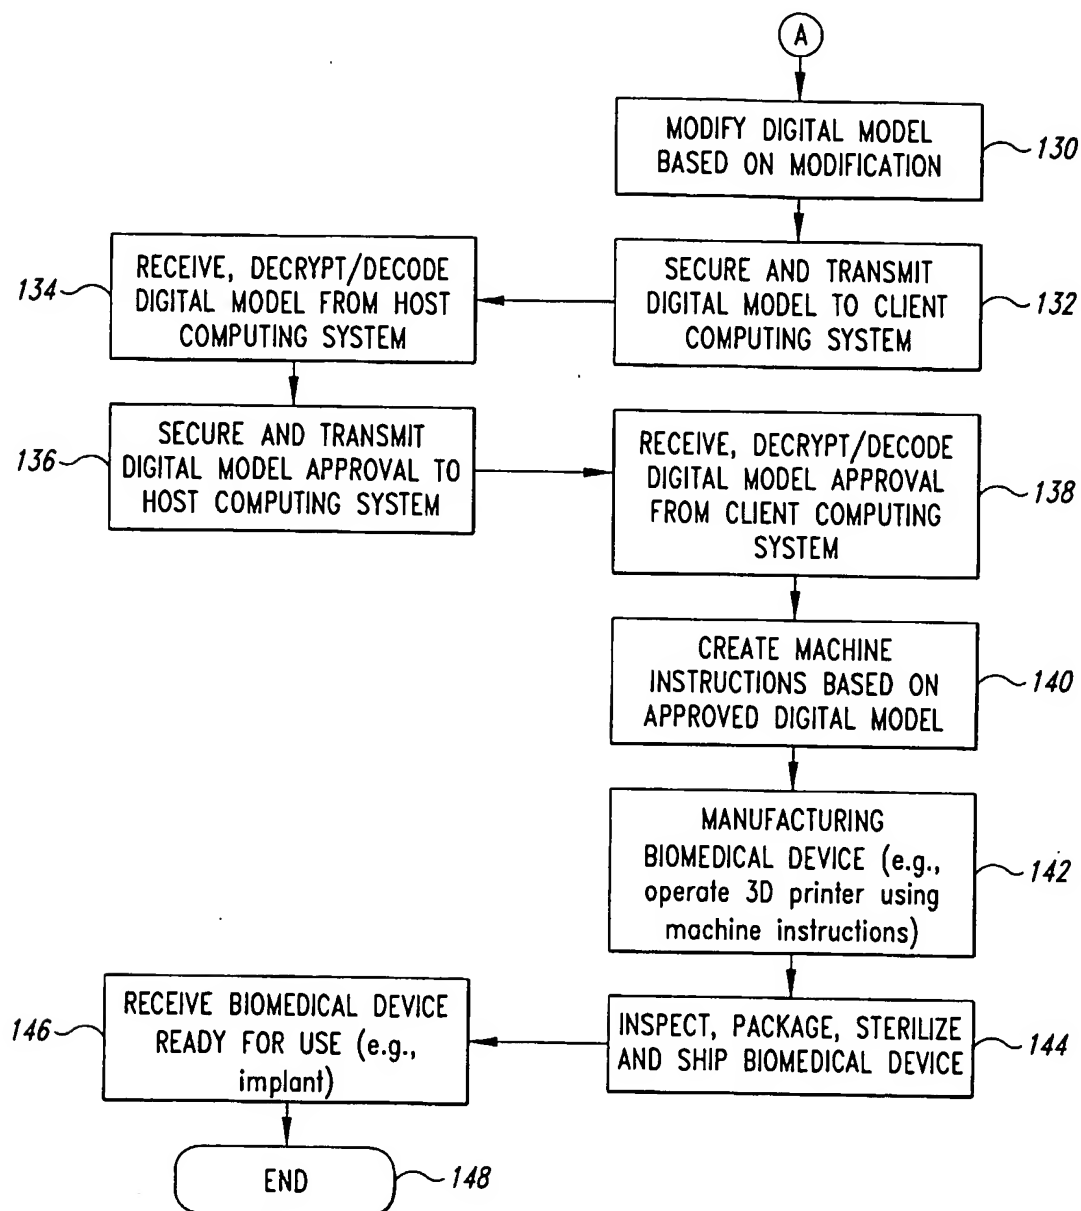 A
MODIFY DIGITAL MODEL
BASED ON MODIFICATION
130
SECURE AND TRANSMIT
DIGITAL MODEL TO CLIENT
COMPUTING SYSTEM
132
134
RECEIVE, DECRYPT/DECODE
DIGITAL MODEL FROM HOST
COMPUTING SYSTEM
136
SECURE AND TRANSMIT
DIGITAL MODEL APPROVAL TO
HOST COMPUTING SYSTEM
RECEIVE, DECRYPT/DECODE
DIGITAL MODEL APPROVAL
FROM CLIENT COMPUTING
SYSTEM
138
CREATE MACHINE
INSTRUCTIONS BASED ON
APPROVED DIGITAL MODEL
140
MANUFACTURING
BIOMEDICAL DEVICE (e.g.,
operate 3D printer using
machine instructions)
142
INSPECT, PACKAGE, STERILIZE
AND SHIP BIOMEDICAL DEVICE
144
146
RECEIVE BIOMEDICAL DEVICE
READY FOR USE (e.g.,
implant)
END
148